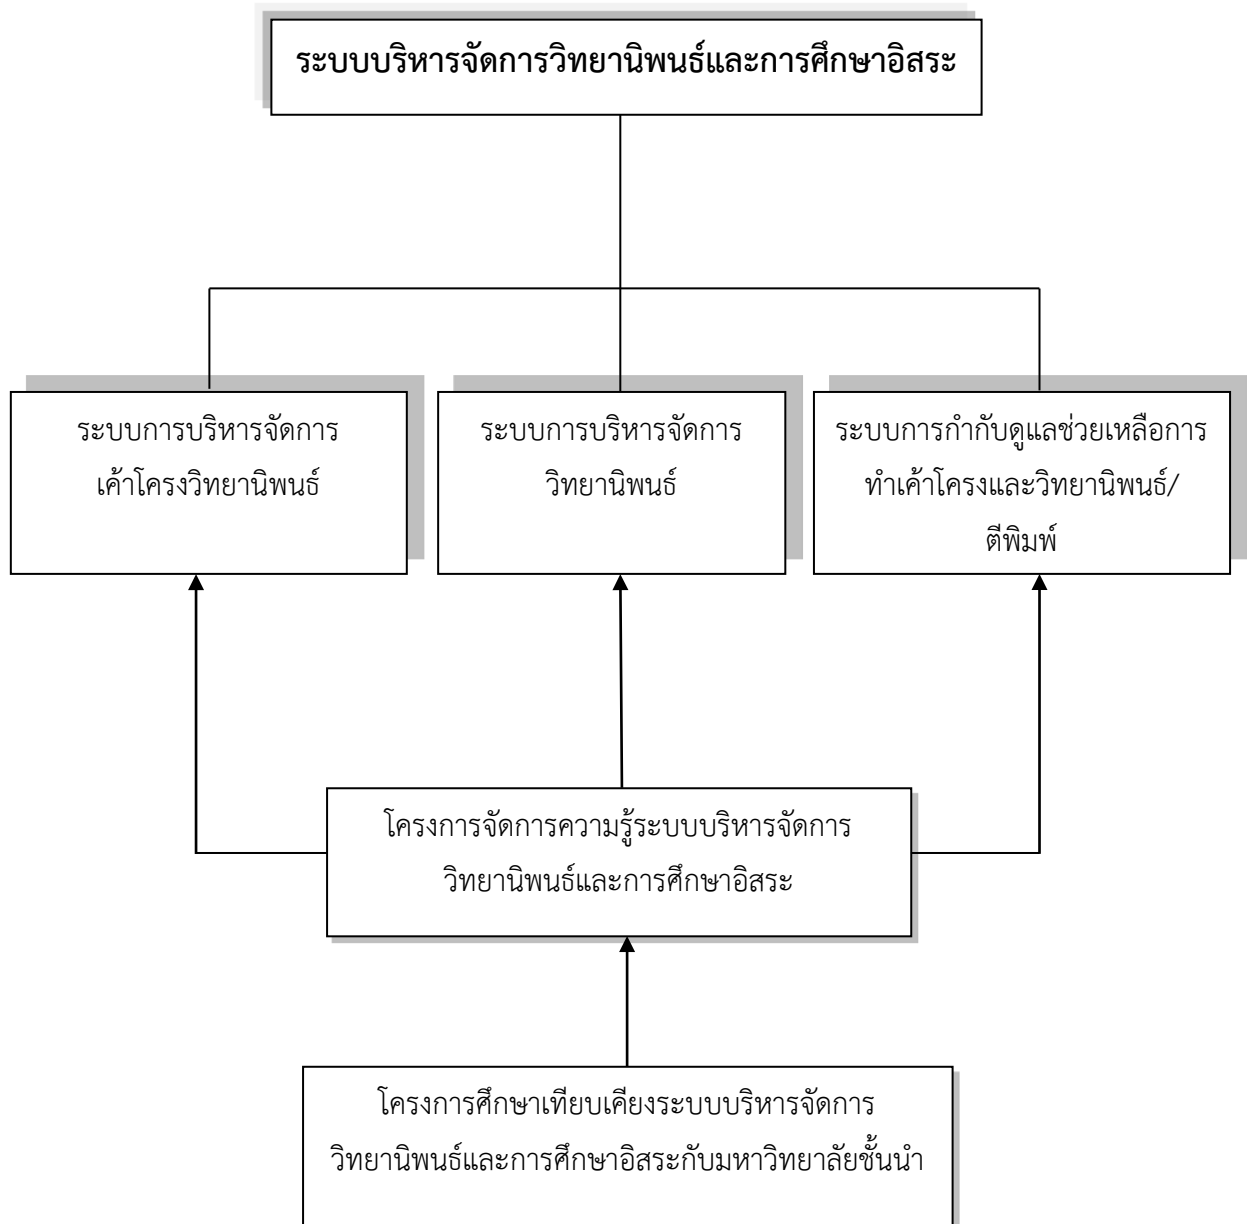 ระบบบริหารจัดการวิทยานิพนธ์และการศึกษาอิสระ
ระบบการบริหารจัดการ
เค้าโครงวิทยานิพนธ์
ระบบการบริหารจัดการ
วิทยานิพนธ์
ระบบการกำกับดูแลช่วยเหลือการ
ทำเค้าโครงและวิทยานิพนธ์/
ตีพิมพ์
โครงการจัดการความรู้ระบบบริหารจัดการ
วิทยานิพนธ์และการศึกษาอิสระ
โครงการศึกษาเทียบเคียงระบบบริหารจัดการ
วิทยานิพนธ์และการศึกษาอิสระกับมหาวิทยาลัยชั้นนำ